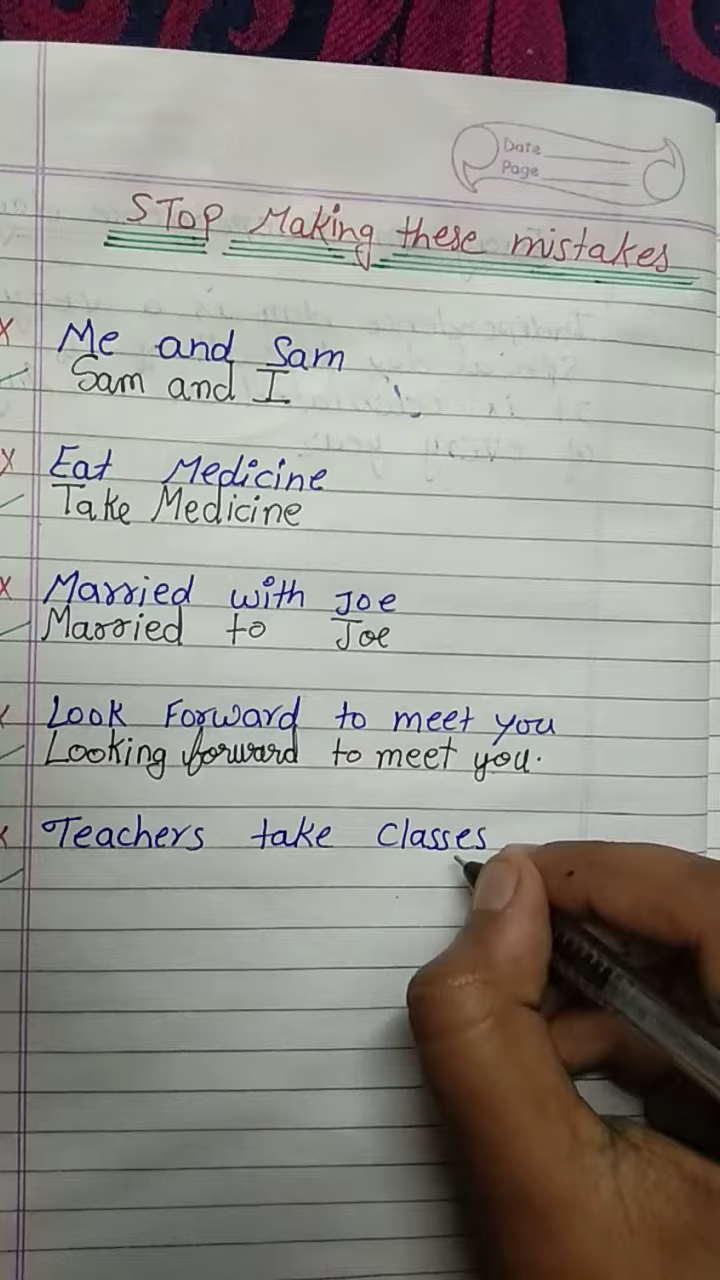 Date
Page
STOP Making these mistakes
X Me and Sam
✓ Sam and I
X Eat Medicine
✓ Take Medicine
X Married with Joe
✓ Married to Joe
X Look Forward to meet you
✓ Looking forward to meet you.
X Teachers take Classes
✓